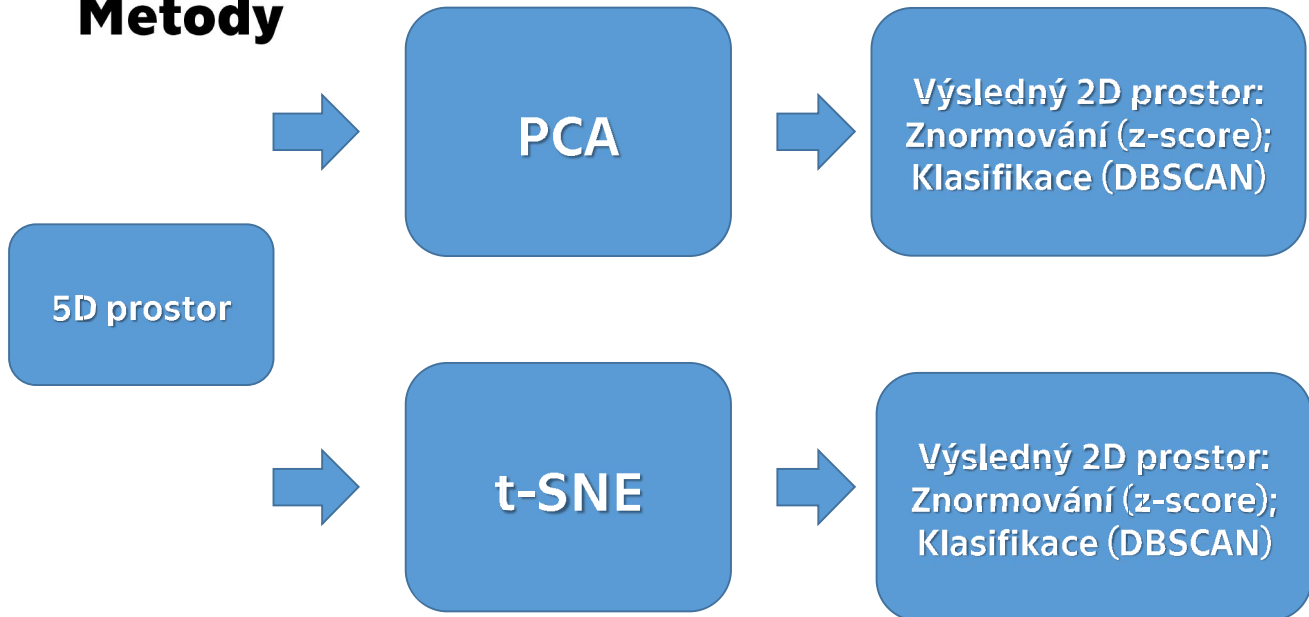 Metody
PCA
Výsledný 2D prostor:
Znormování (z-score);
Klasifikace (DBSCAN)
5D prostor
t-SNE
Výsledný 2D prostor:
Znormování (z-score);
Klasifikace (DBSCAN)